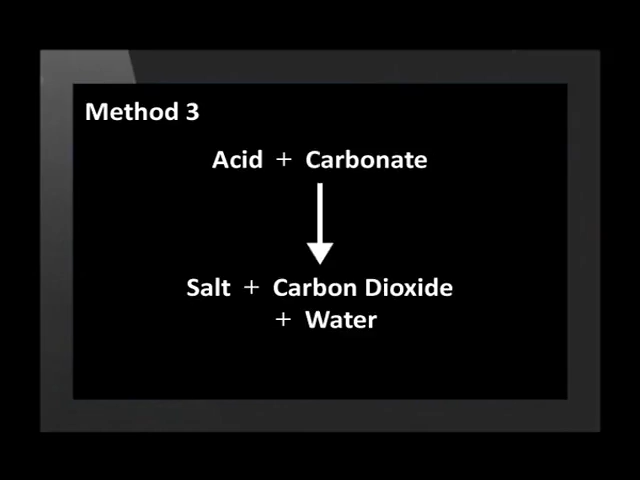 Method 3
Acid + Carbonate
Salt + Carbon Dioxide
+ Water